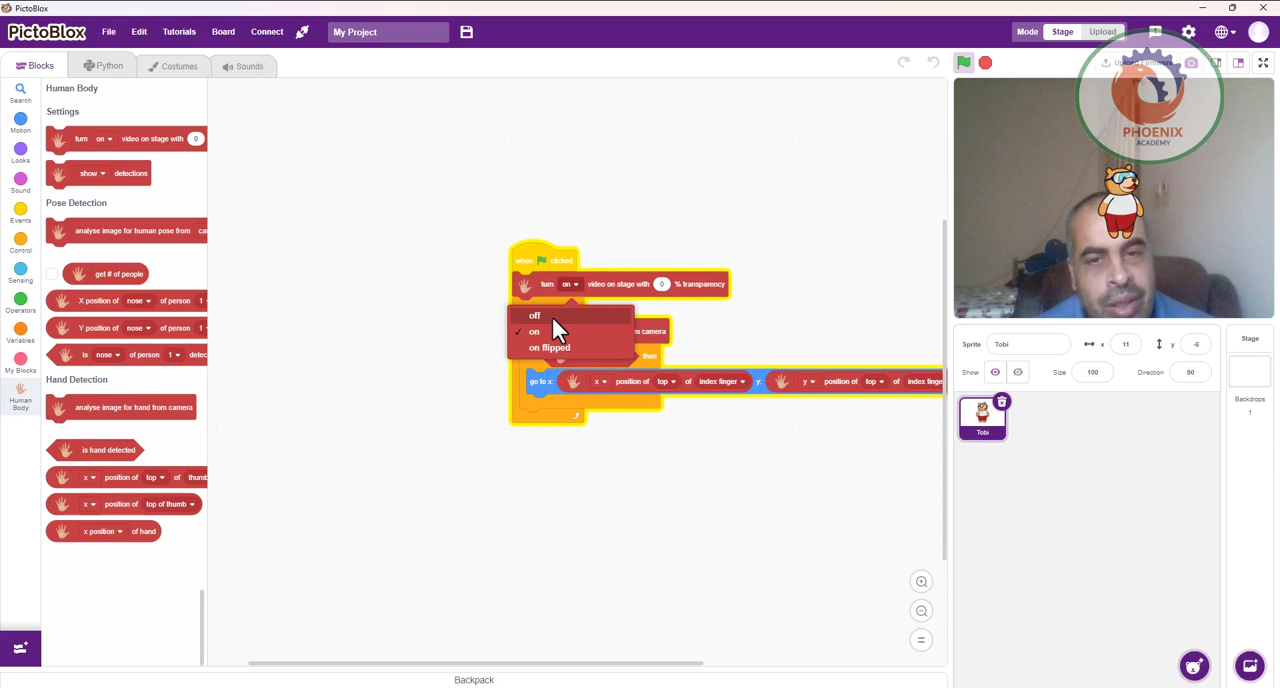 PictoBlox
PictoBlox File Edit Tutorials Board Connect My Project Mode Stage Upload
Blocks Python Costumes Sounds Upload Firmware
Search
Motion
Looks
Sound
Events
Control
Sensing
Operators
Variables
My Blocks
Human
Body
Human Body
Settings
turn on video on stage with 0
show detections
Pose Detection
analyse image for human pose from
get # of people
X position of nose of person 1
Y position of nose of person 1
is nose of person 1 detec
Hand Detection
analyse image for hand from camera
is hand detected
x position of top of thumb
x position of top of thumb
x position of hand
when clicked
turn on video on stage with 0 % transparency
off
on
on flipped
camera
then
go to x: x position of top of index finger y: y position of top of index finge
PHOENIX
ACADEMY
Sprite Tobi x 11 y -6
Show Size 100 Direction 90
Tobi
Stage
Backdrops
1
Backpack